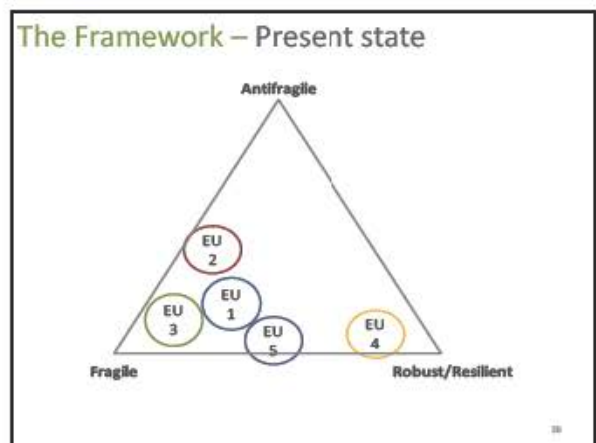 The Framework – Present state
Antifragile
EU
2
EU
1
EU
3
EU
5
EU
4
Fragile
Robust/Resilient